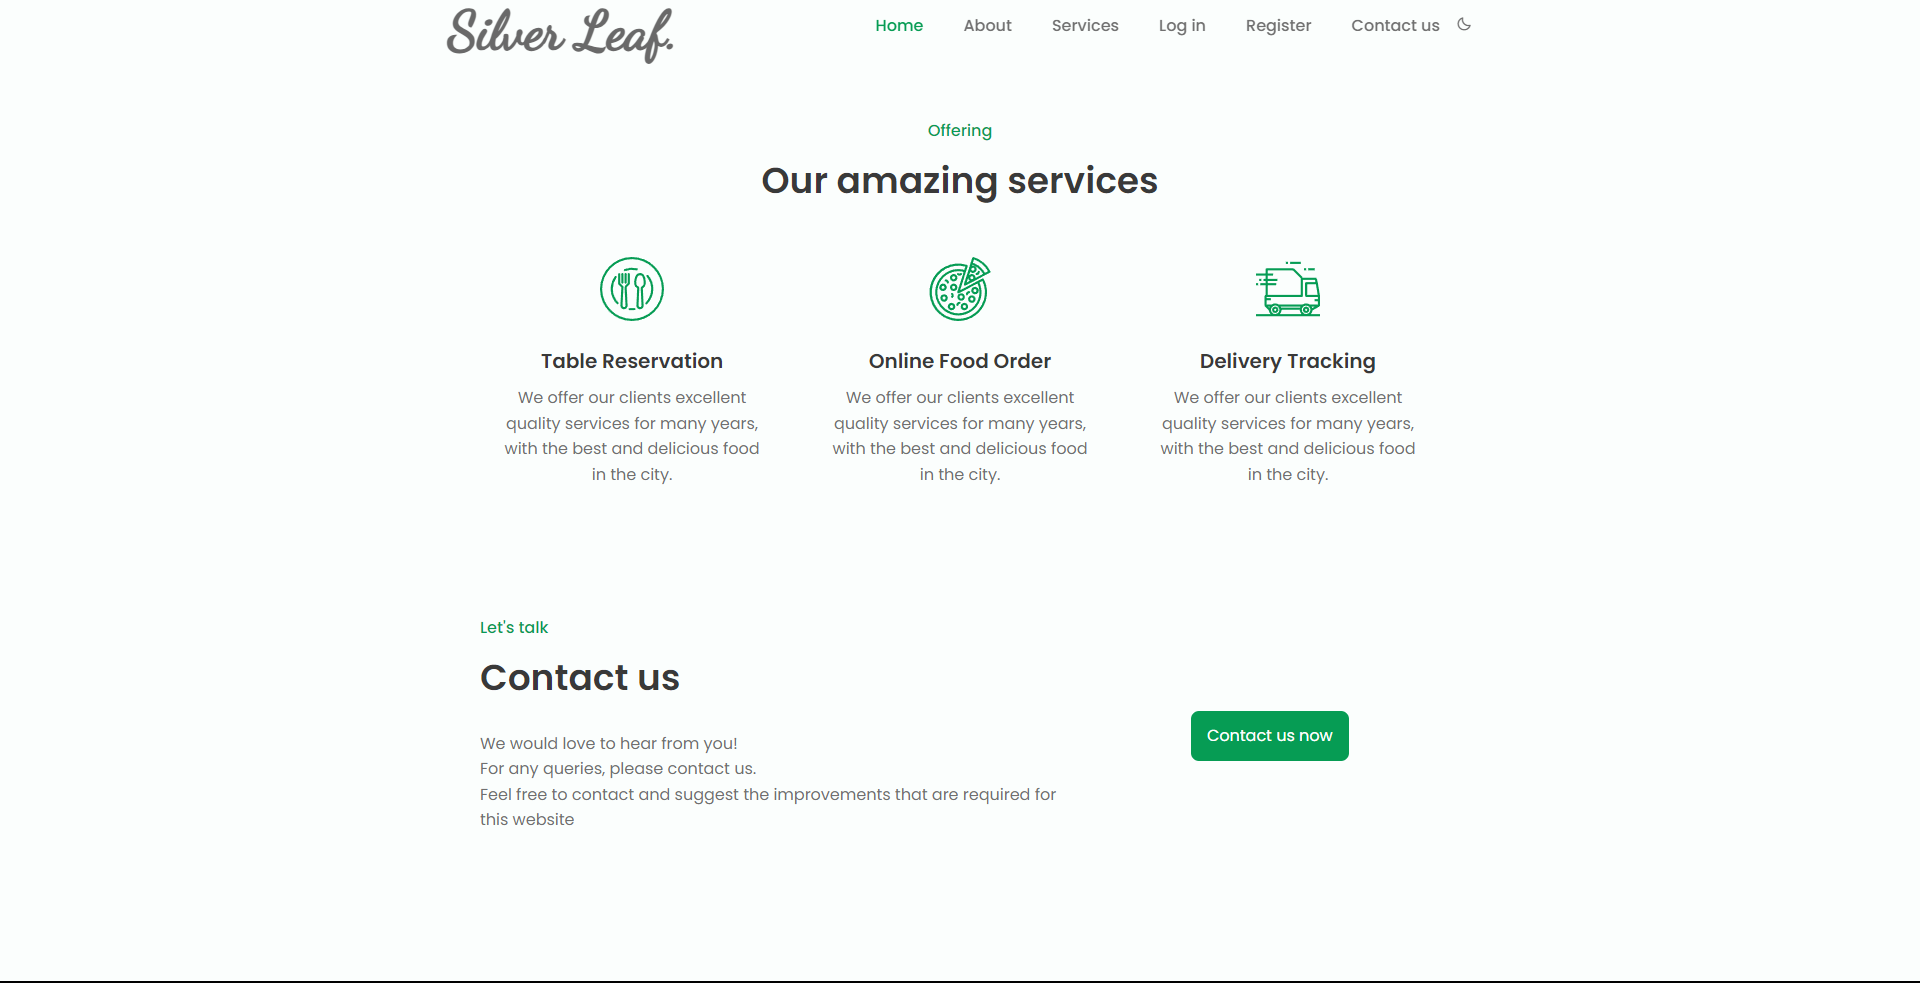 Silver Leaf.
Home About Services Log in Register Contact us
Offering
Our amazing services
Table Reservation
We offer our clients excellent
quality services for many years,
with the best and delicious food
in the city.
Online Food Order
We offer our clients excellent
quality services for many years,
with the best and delicious food
in the city.
Delivery Tracking
We offer our clients excellent
quality services for many years,
with the best and delicious food
in the city.
Let's talk
Contact us
We would love to hear from you!
For any queries, please contact us.
Feel free to contact and suggest the improvements that are required for
this website
Contact us now